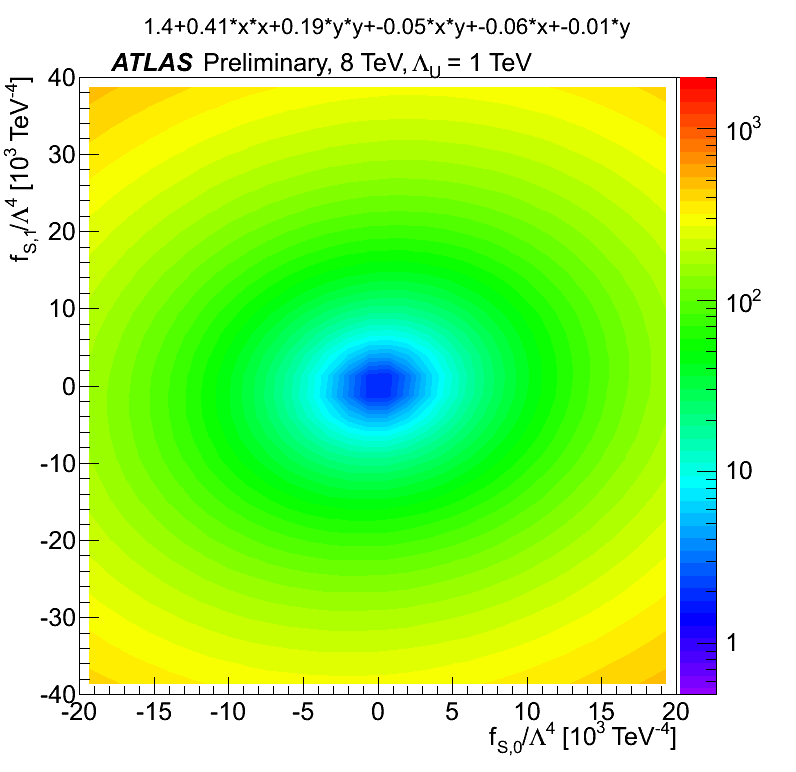 1.4+0.41*x*x+0.19*y*y+-0.05*x*y+-0.06*x+-0.01*y
ATLAS Preliminary, 8 TeV, Λ_U = 1 TeV
f_S,1/Λ^4 [10^3 TeV^-4]
40
30
20
10
0
-10
-20
-30
-40
-20 -15 -10 -5 0 5 10 15 20
f_S,0/Λ^4 [10^3 TeV^-4]
10^3
10^2
10
1